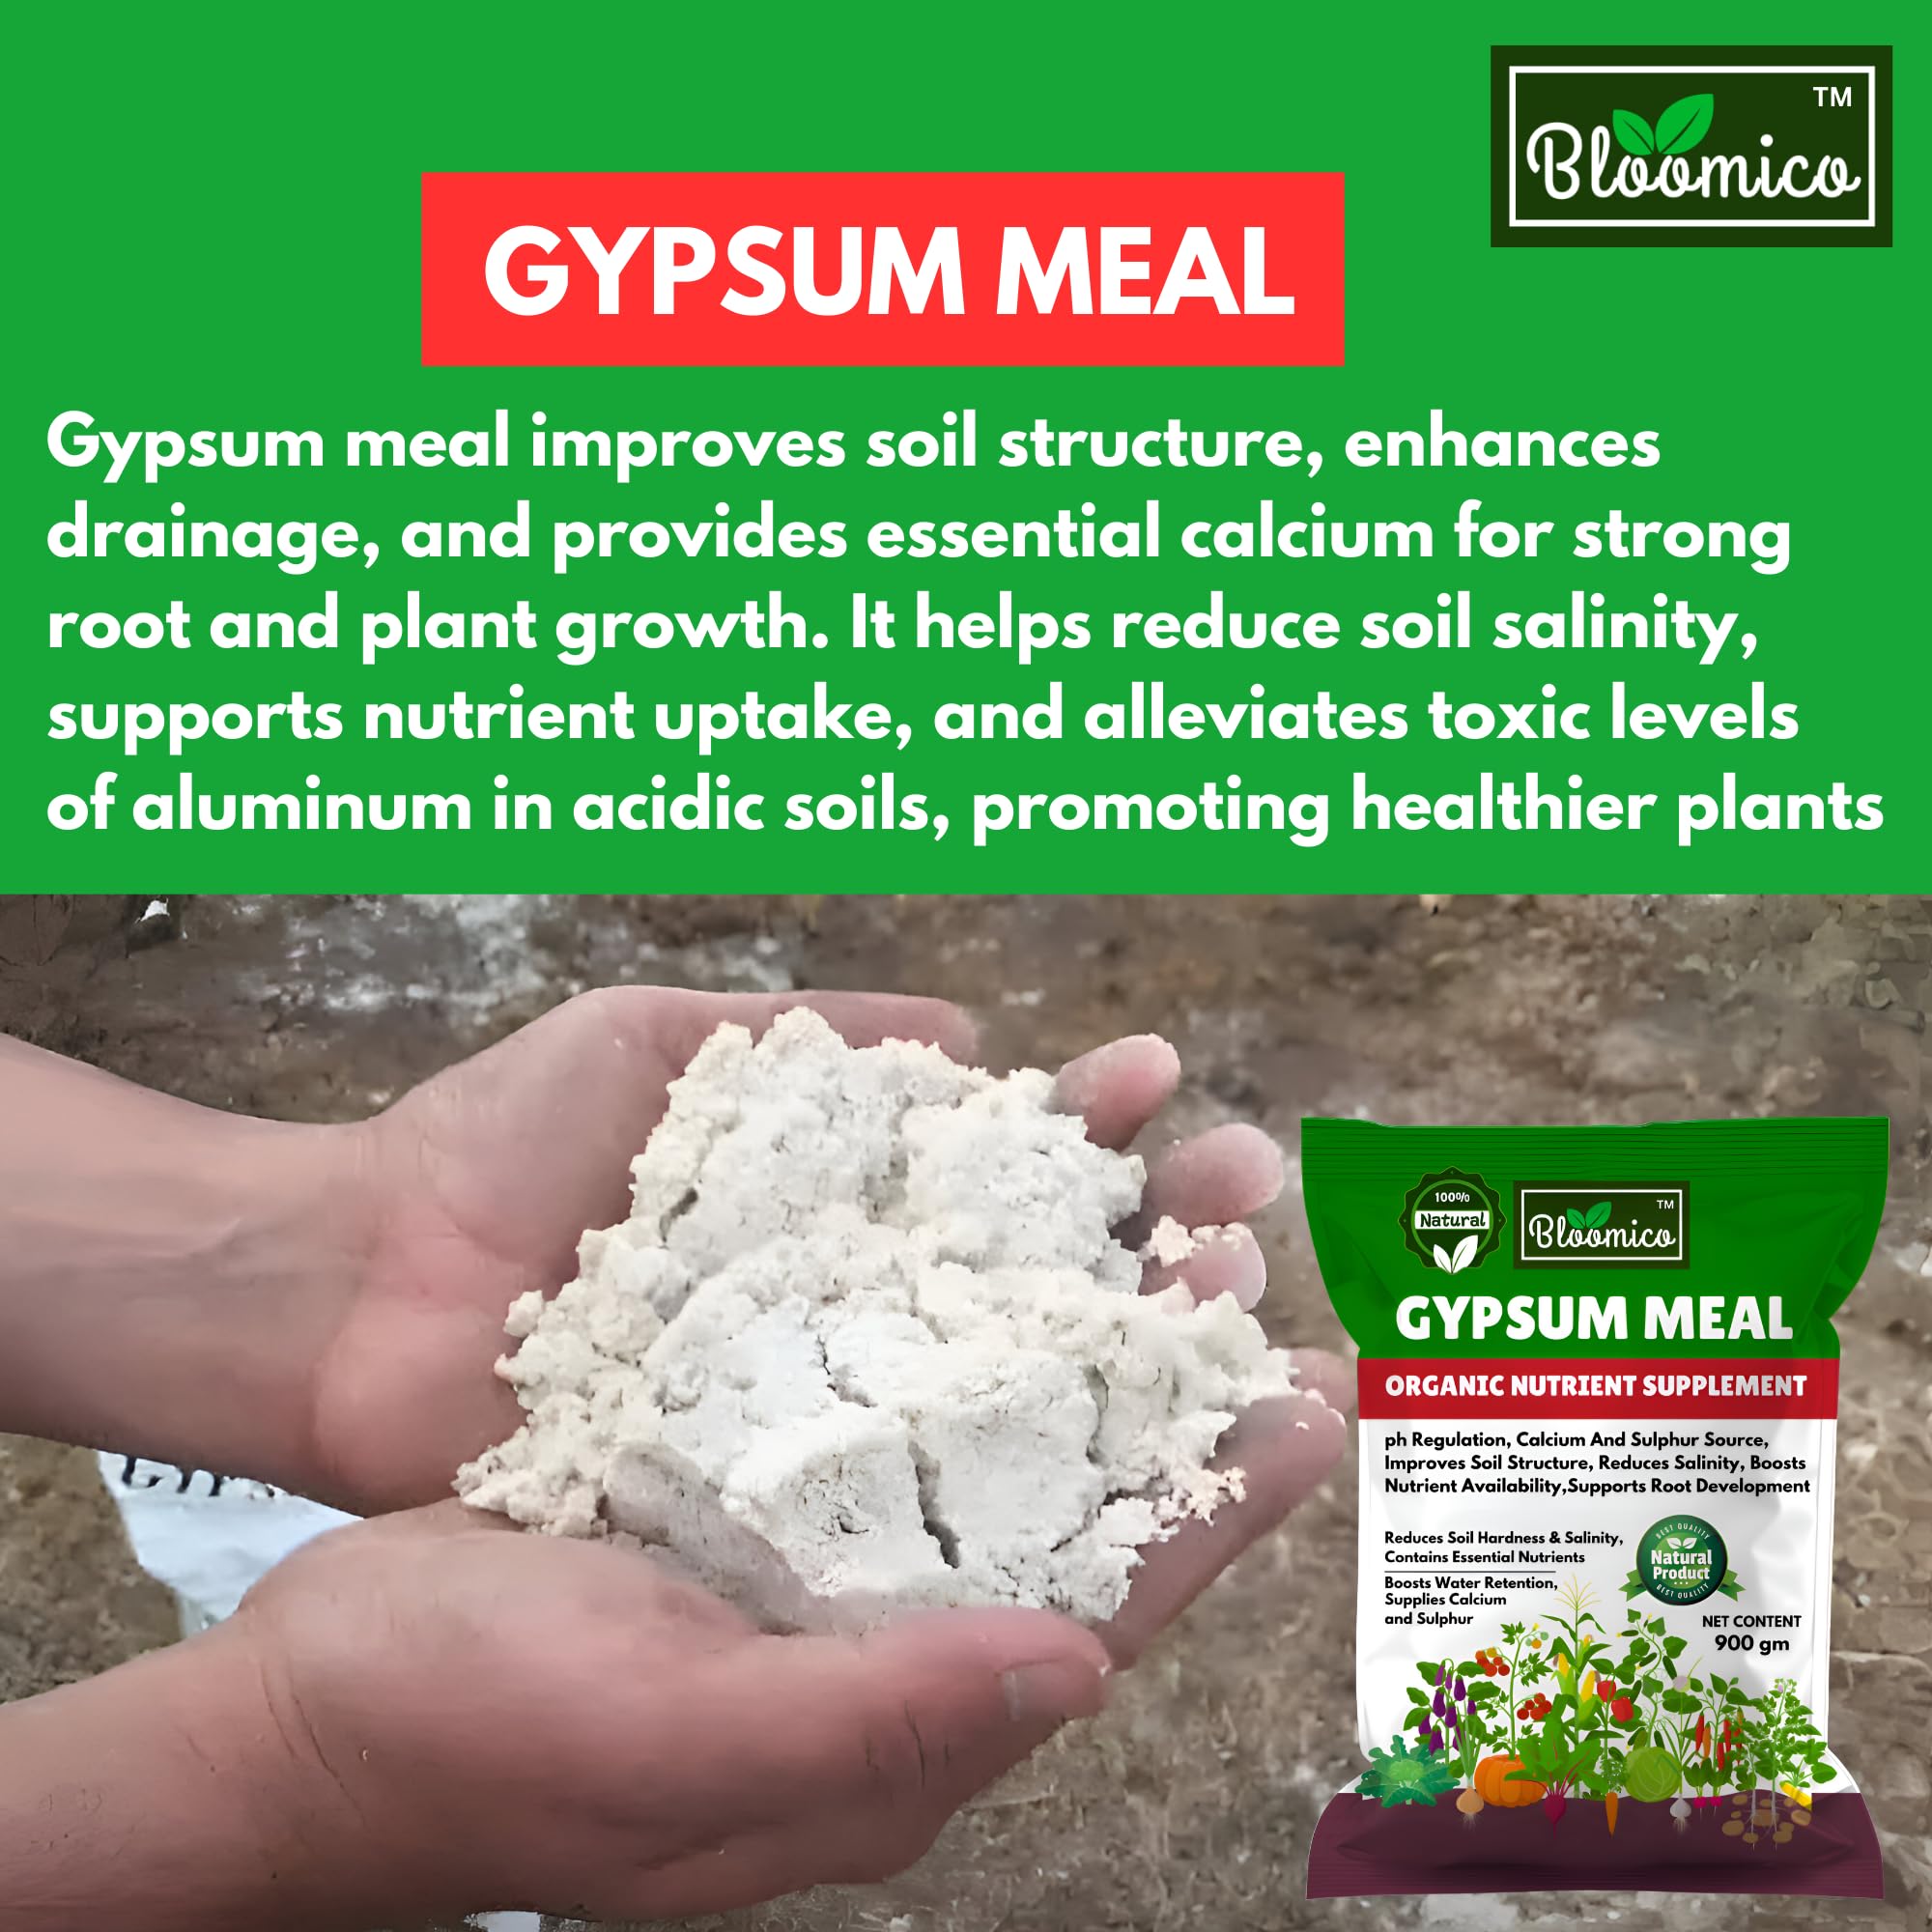 Bloomico
TM
GYPSUM MEAL
Gypsum meal improves soil structure, enhances
drainage, and provides essential calcium for strong
root and plant growth. It helps reduce soil salinity,
supports nutrient uptake, and alleviates toxic levels
of aluminum in acidic soils, promoting healthier plants
100%
Natural
Bloomico
TM
GYPSUM MEAL
ORGANIC NUTRIENT SUPPLEMENT
ph Regulation, Calcium And Sulphur Source,
Improves Soil Structure, Reduces Salinity, Boosts
Nutrient Availability,Supports Root Development
Reduces Soil Hardness & Salinity,
Contains Essential Nutrients
Boosts Water Retention,
Supplies Calcium
and Sulphur
BEST QUALITY
Natural
Product
BEST QUALITY
NET CONTENT
900 gm